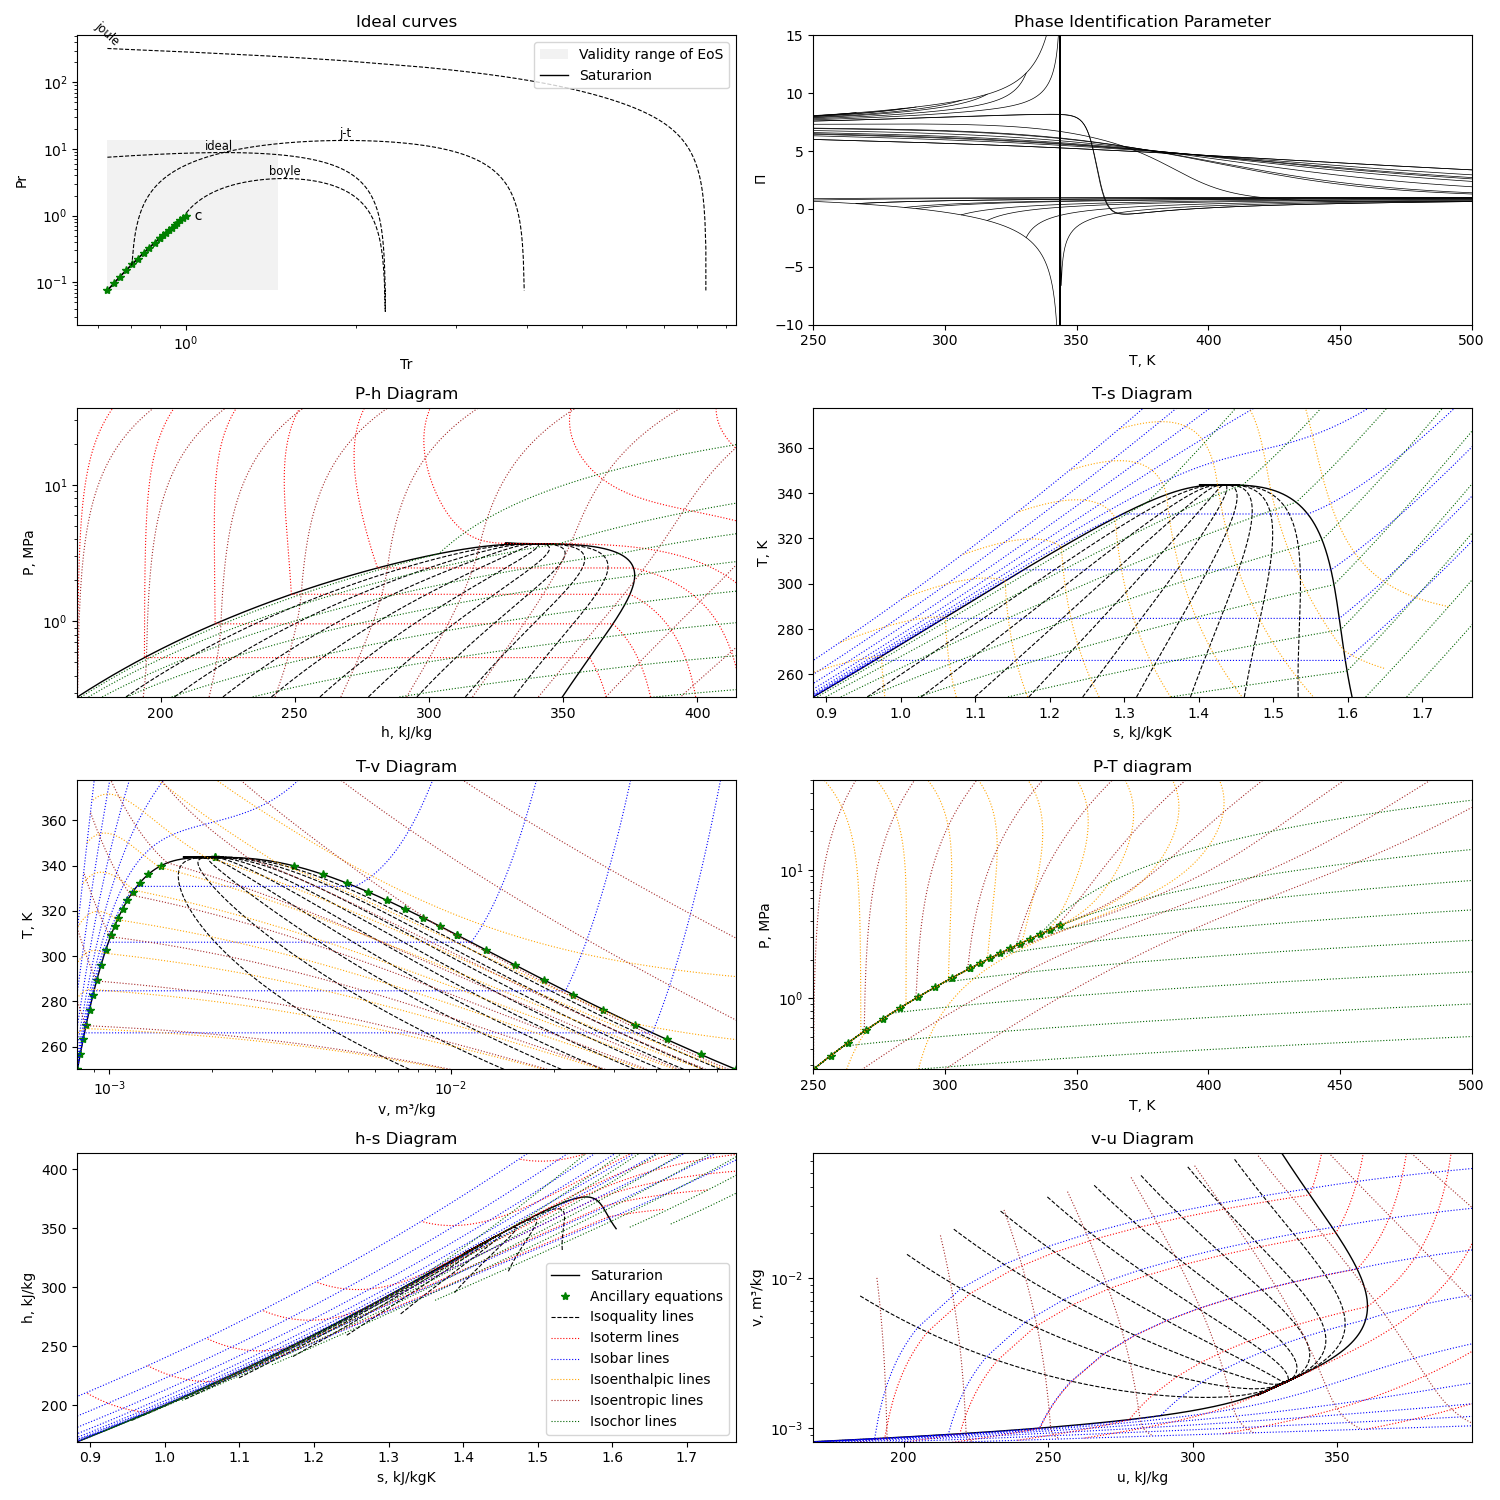 Ideal curves
joule
Validity range of EoS
Saturarion
10²
10¹
10⁰
10⁻¹
Pr
ideal
j-t
boyle
c
10⁰
Tr
Phase Identification Parameter
15
10
5
0
−5
−10
Π
250
300
350
400
450
500
T, K
P-h Diagram
10¹
10⁰
P, MPa
200
250
300
350
400
h, kJ/kg
T-s Diagram
360
340
320
300
280
260
T, K
0.9
1.0
1.1
1.2
1.3
1.4
1.5
1.6
1.7
s, kJ/kgK
T-v Diagram
360
340
320
300
280
260
T, K
10⁻³
10⁻²
v, m³/kg
P-T diagram
10¹
10⁰
P, MPa
250
300
350
400
450
500
T, K
h-s Diagram
400
350
300
250
200
h, kJ/kg
Saturarion
Ancillary equations
Isoquality lines
Isoterm lines
Isobar lines
Isoenthalpic lines
Isoentropic lines
Isochor lines
0.9
1.0
1.1
1.2
1.3
1.4
1.5
1.6
1.7
s, kJ/kgK
v-u Diagram
10⁻²
10⁻³
v, m³/kg
200
250
300
350
u, kJ/kg